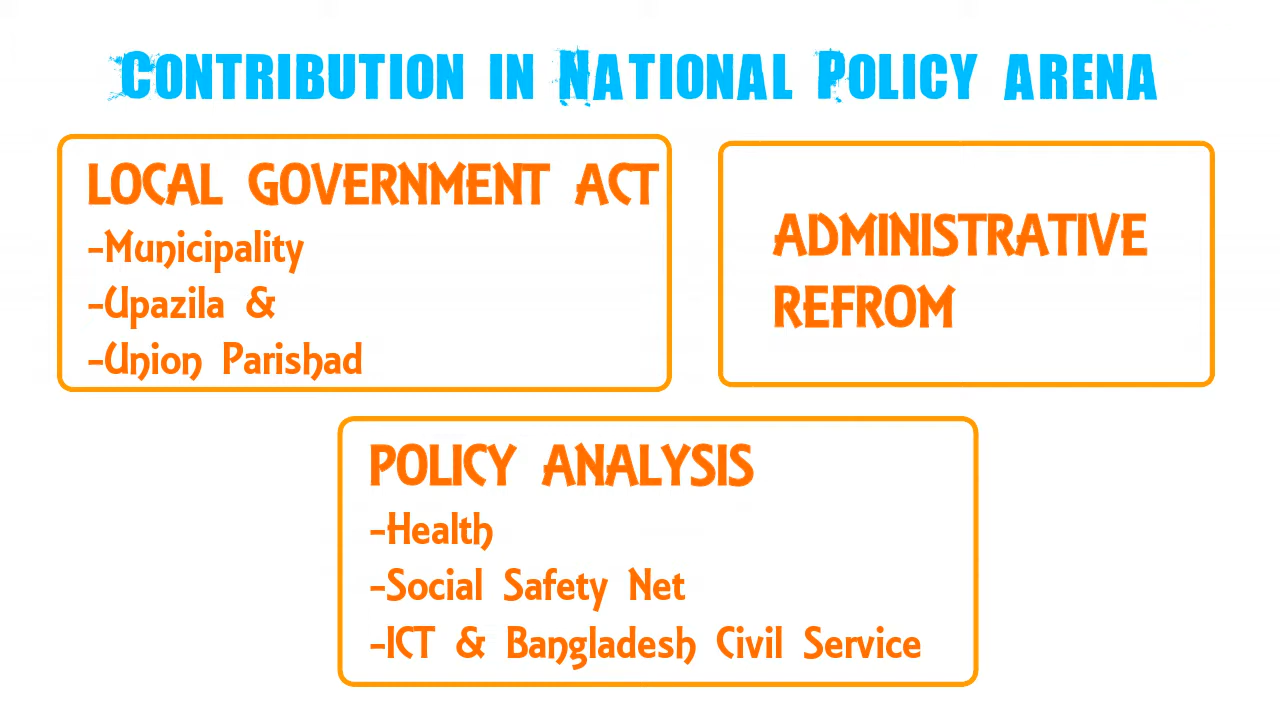 Contribution in National Policy arena
LOCAL GOVERNMENT ACT
-Municipality
-Upazila &
-Union Parishad
ADMINISTRATIVE
REFROM
POLICY ANALYSIS
-Health
-Social Safety Net
-ICT & Bangladesh Civil Service